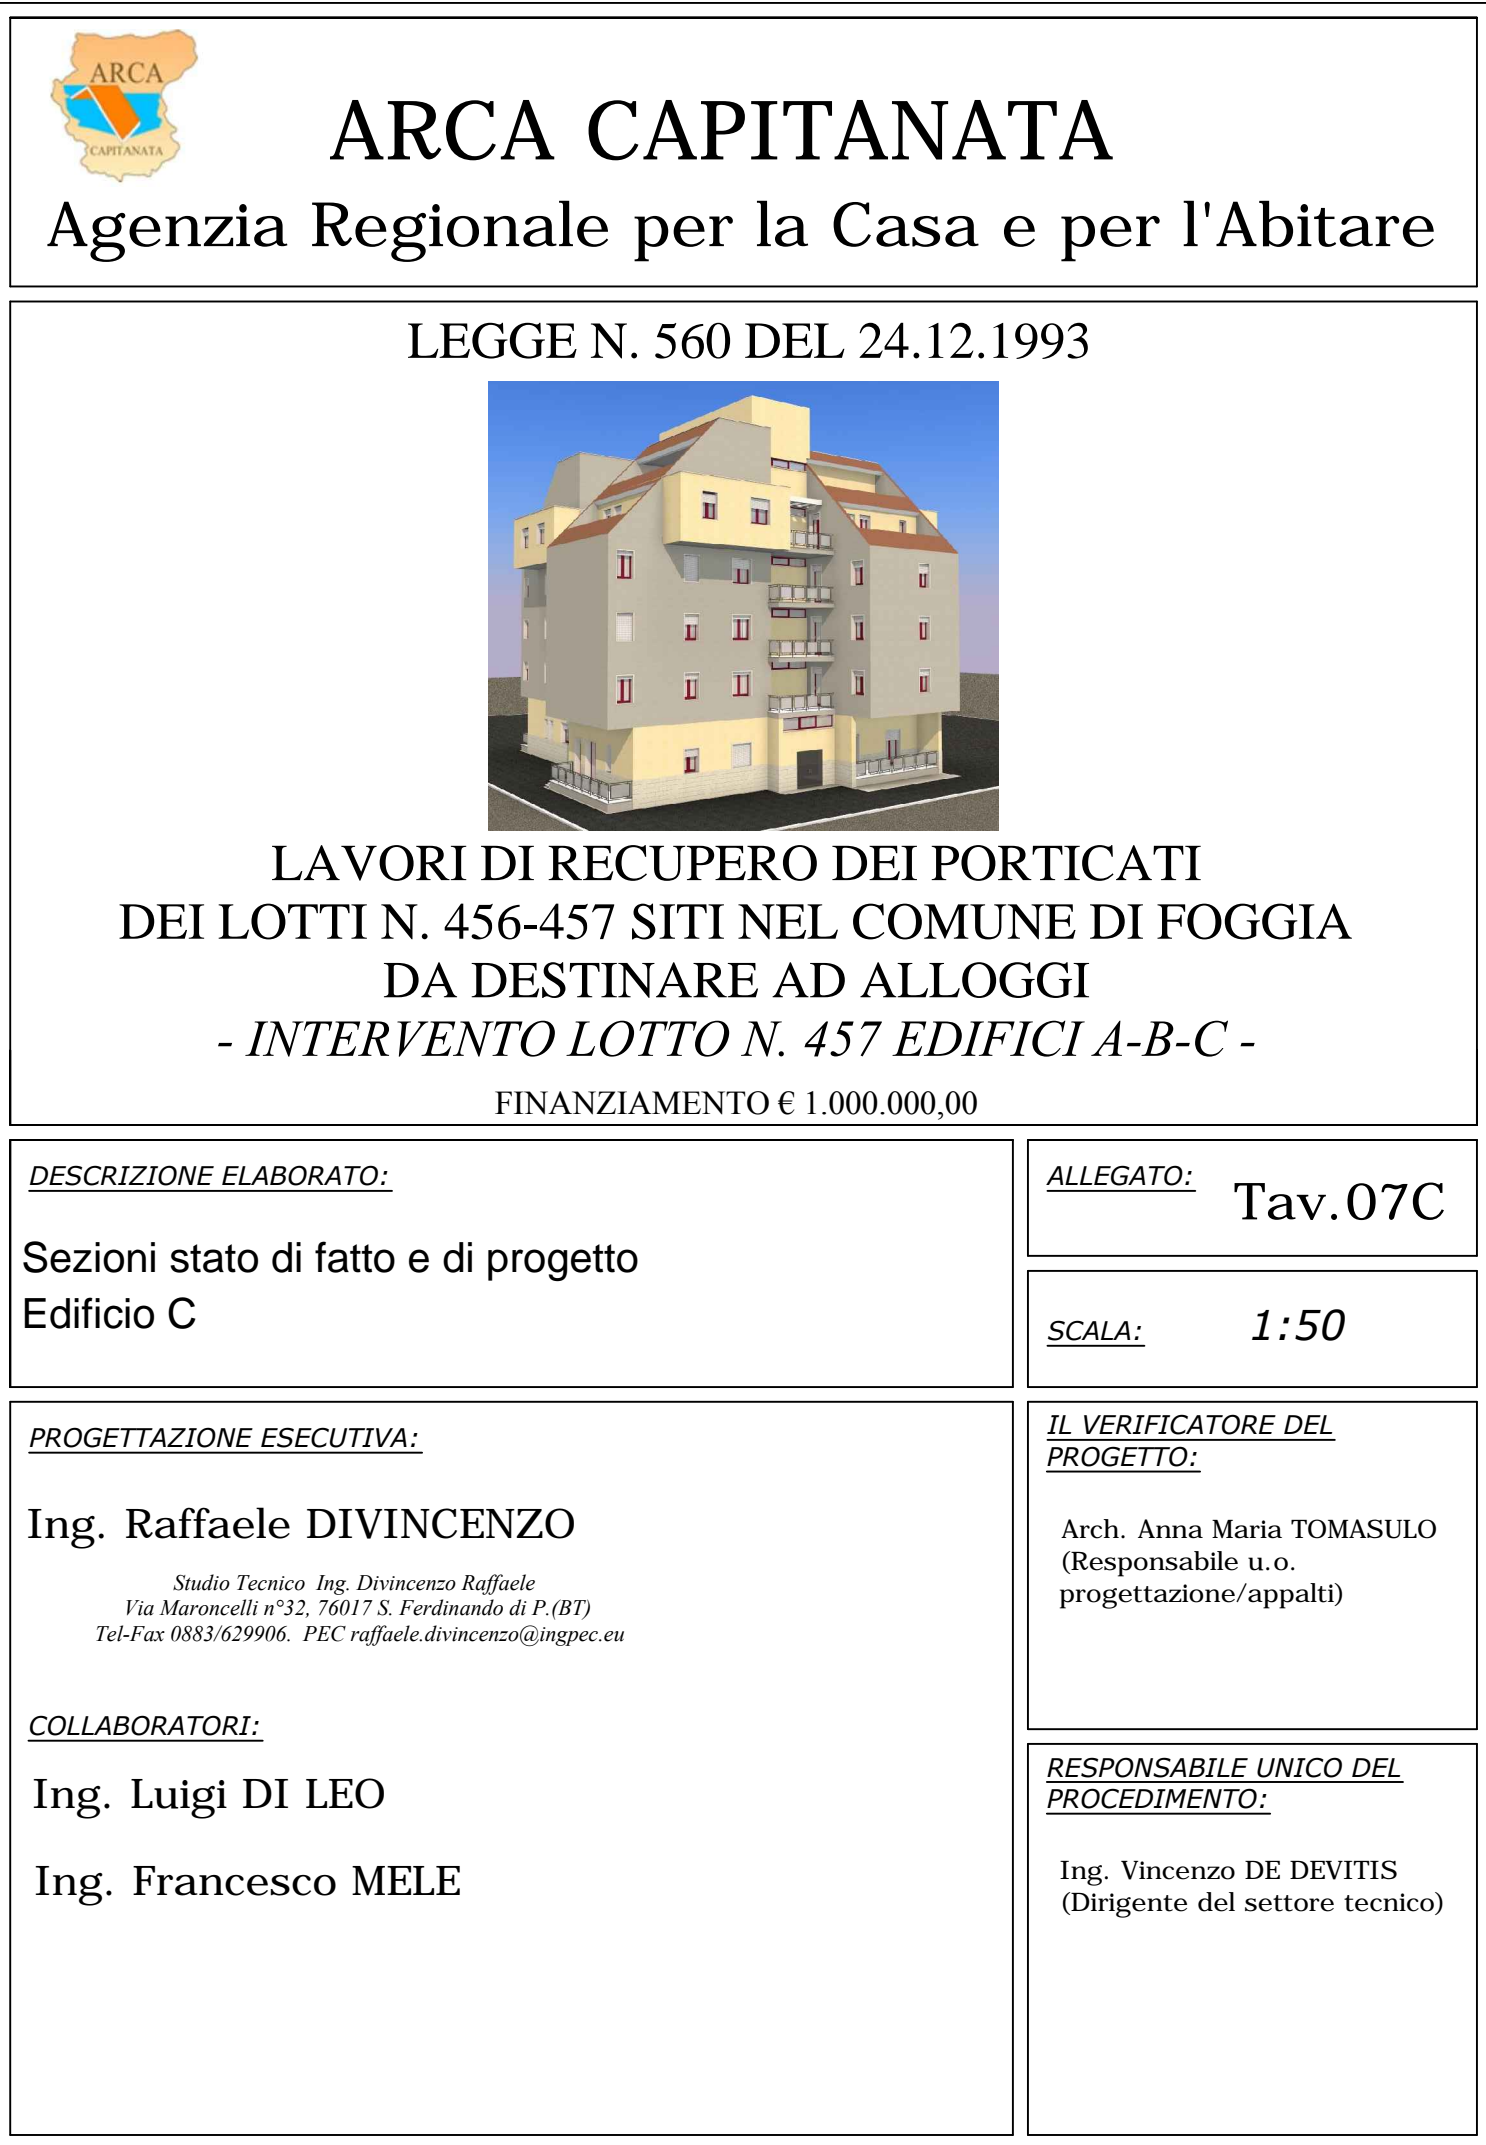 ARCA
CAPITANATA
ARCA CAPITANATA
Agenzia Regionale per la Casa e per l'Abitare
LEGGE N. 560 DEL 24.12.1993
LAVORI DI RECUPERO DEI PORTICATI
DEI LOTTI N. 456-457 SITI NEL COMUNE DI FOGGIA
DA DESTINARE AD ALLOGGI
- INTERVENTO LOTTO N. 457 EDIFICI A-B-C -
FINANZIAMENTO € 1.000.000,00
DESCRIZIONE ELABORATO:
Sezioni stato di fatto e di progetto
Edificio C
ALLEGATO: Tav.07C
SCALA: 1:50
PROGETTAZIONE ESECUTIVA:
Ing. Raffaele DIVINCENZO
Studio Tecnico Ing. Divincenzo Raffaele
Via Maroncelli n°32, 76017 S. Ferdinando di P.(BT)
Tel-Fax 0883/629906. PEC raffaele.divincenzo@ingpec.eu
COLLABORATORI:
Ing. Luigi DI LEO
Ing. Francesco MELE
IL VERIFICATORE DEL
PROGETTO:
Arch. Anna Maria TOMASULO
(Responsabile u.o.
progettazione/appalti)
RESPONSABILE UNICO DEL
PROCEDIMENTO:
Ing. Vincenzo DE DEVITIS
(Dirigente del settore tecnico)